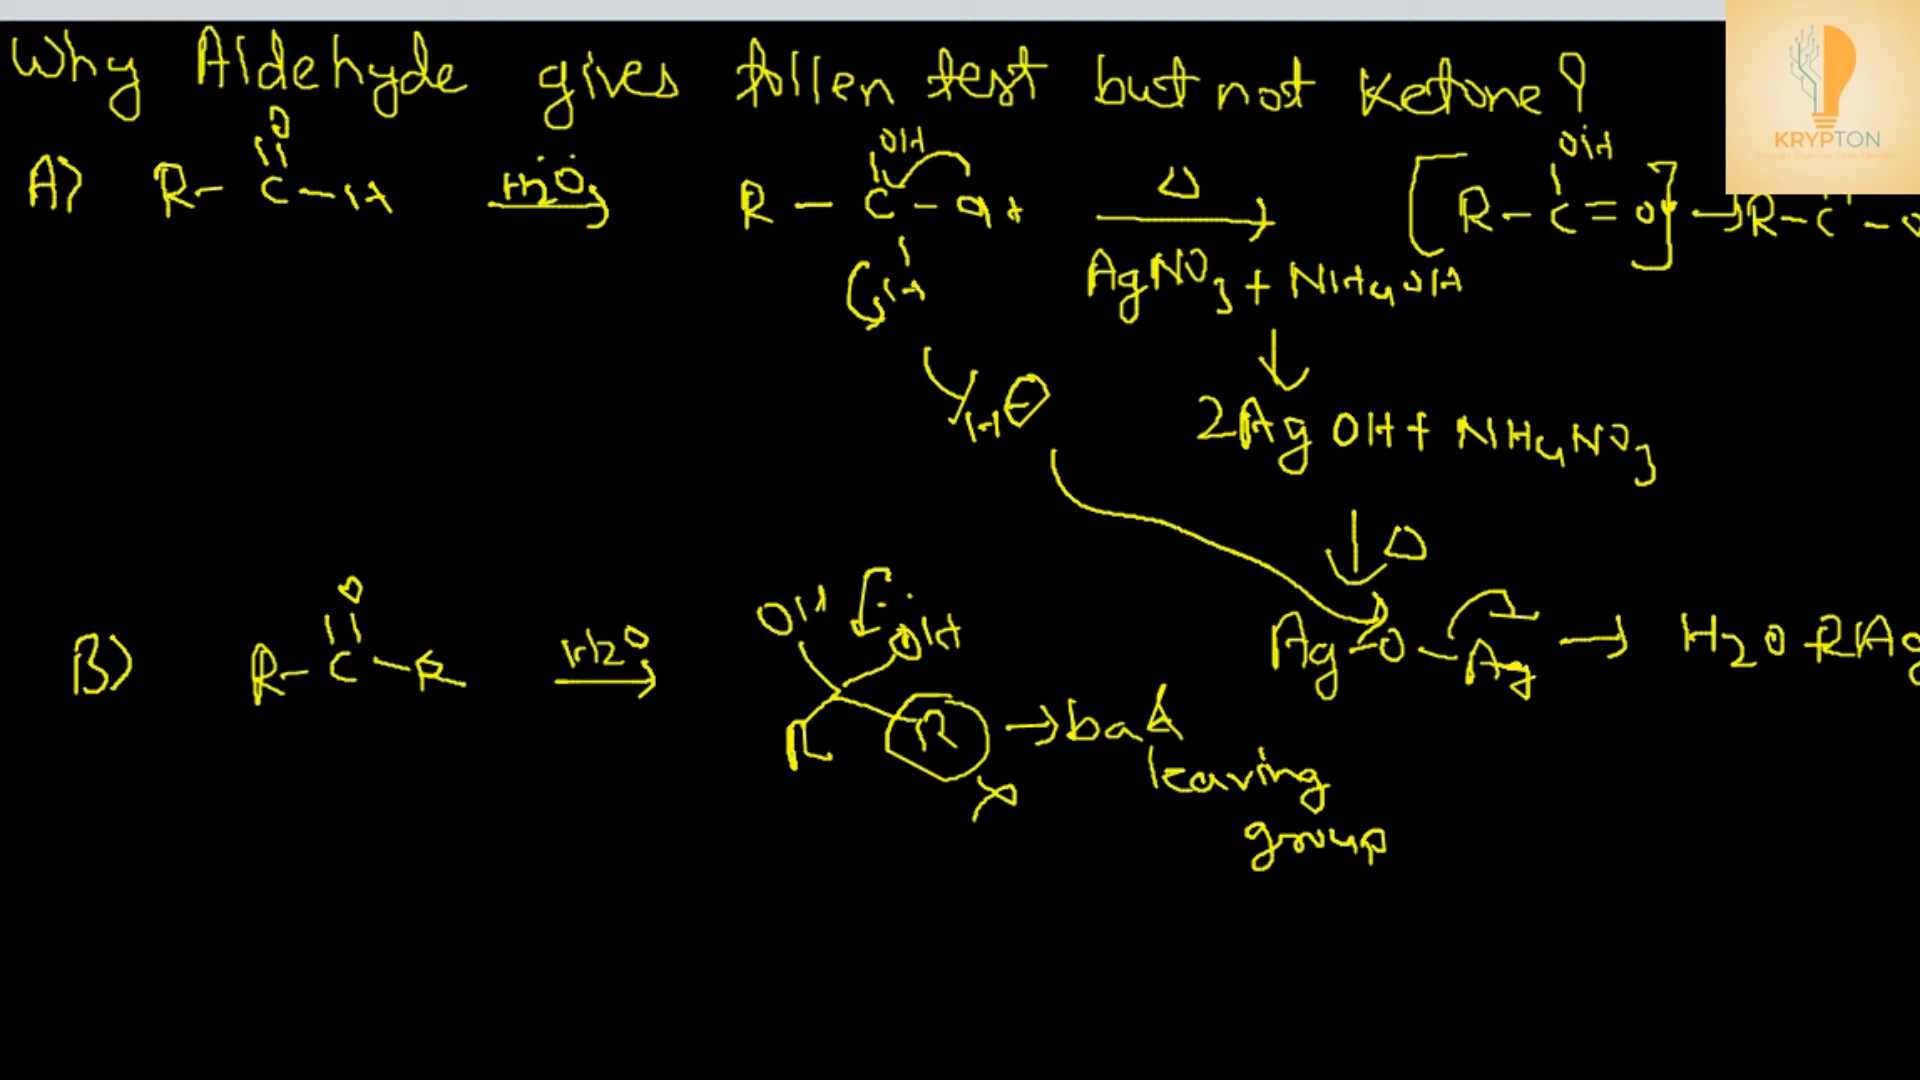 Why Aldehyde gives tollen test but not Ketone?
KRYPTON
A) R-C-H
O
H2O
OH
R - C - OH
H
Δ
AgNO3 + NH4OH
OH
[R-C=O] → R-C-O
H⊖
2AgOH + NH4NO3
Δ
B) R-C-R
O
H2O
OH
OH
R
R → bad
leaving
group
Ag-O-Ag → H2O + 2Ag